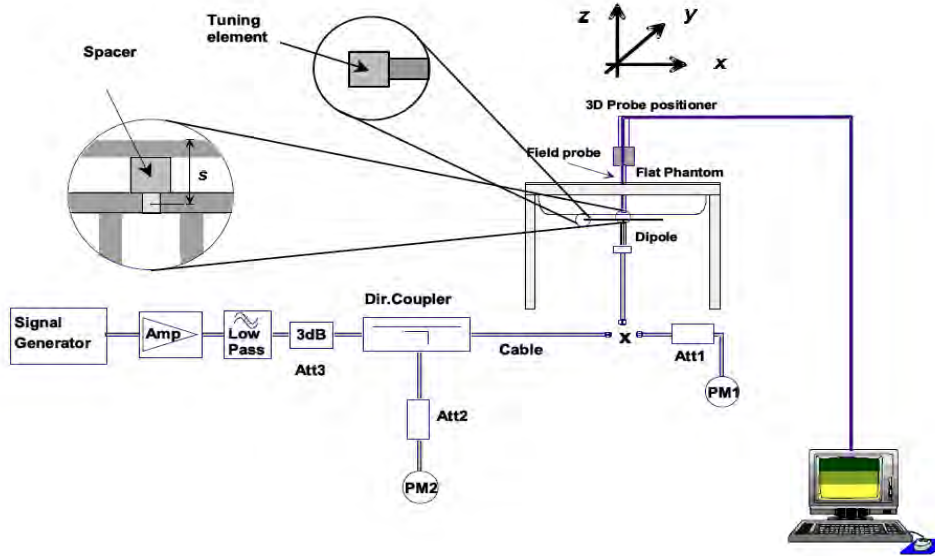 Tuning
element
Spacer
s
z
y
x
3D Probe positioner
Field probe
Flat Phantom
Dipole
Dir.Coupler
Signal
Generator
Amp
Low
Pass
3dB
Att3
Cable
x
Att1
PM1
Att2
PM2